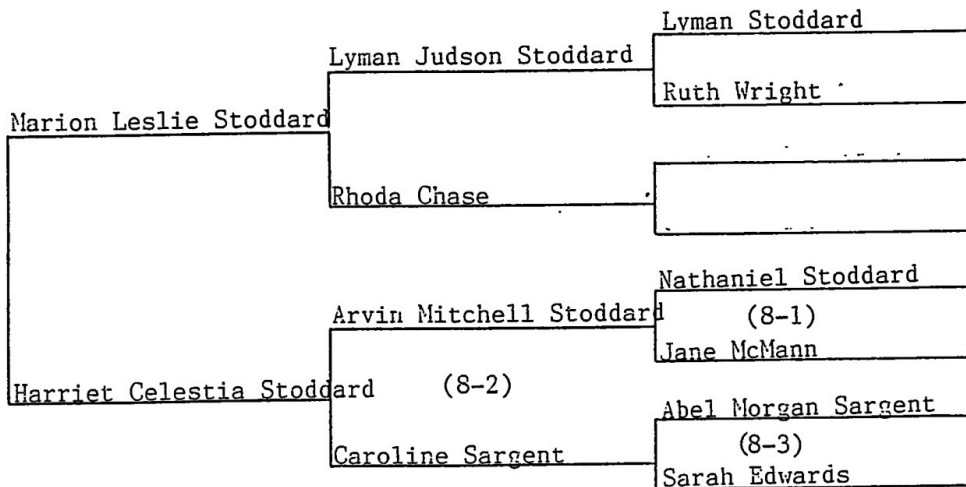 Lyman Stoddard
Lyman Judson Stoddard
Ruth Wright
Marion Leslie Stoddard
Rhoda Chase
Nathaniel Stoddard
Arvin Mitchell Stoddard
(8-1)
Jane McMann
Harriet Celestia Stoddard
(8-2)
Abel Morgan Sargent
(8-3)
Caroline Sargent
Sarah Edwards